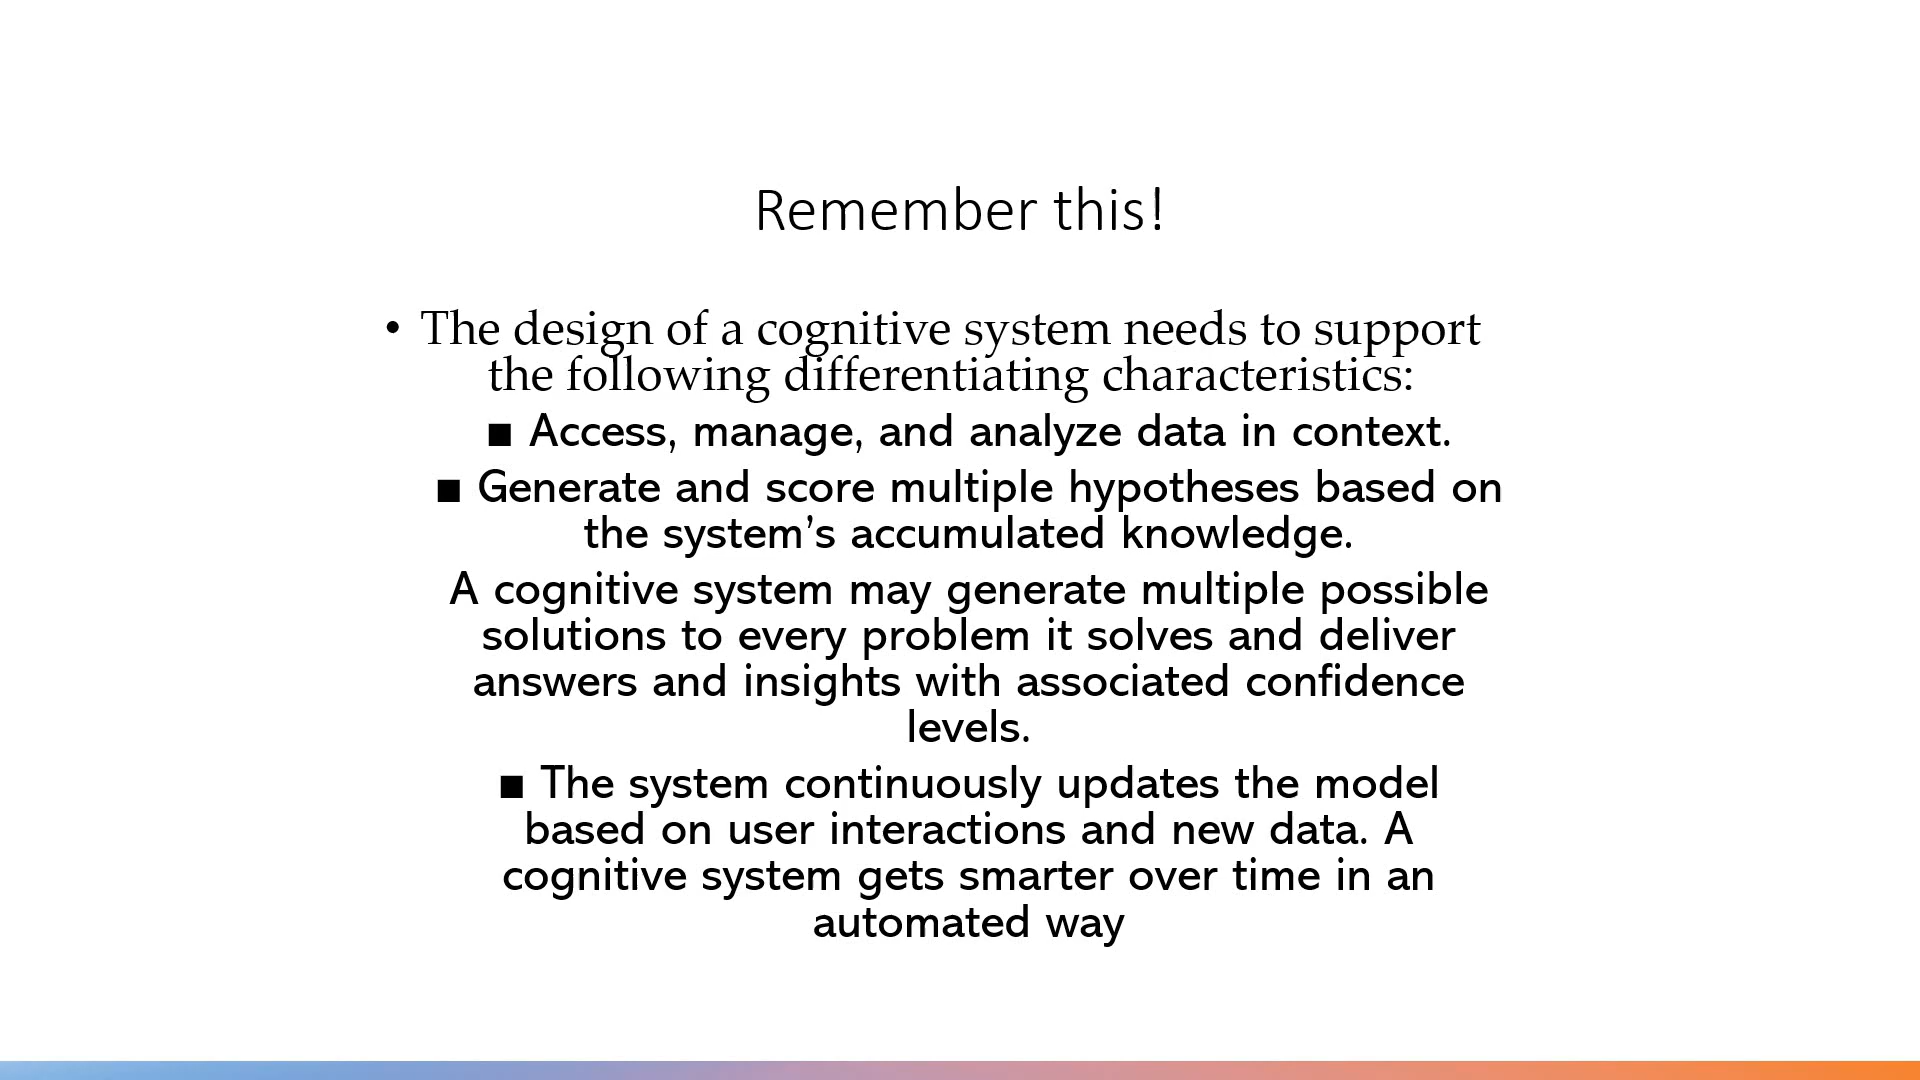 Remember this!
• The design of a cognitive system needs to support
the following differentiating characteristics:
■ Access, manage, and analyze data in context.
■ Generate and score multiple hypotheses based on
the system’s accumulated knowledge.
A cognitive system may generate multiple possible
solutions to every problem it solves and deliver
answers and insights with associated confidence
levels.
■ The system continuously updates the model
based on user interactions and new data. A
cognitive system gets smarter over time in an
automated way